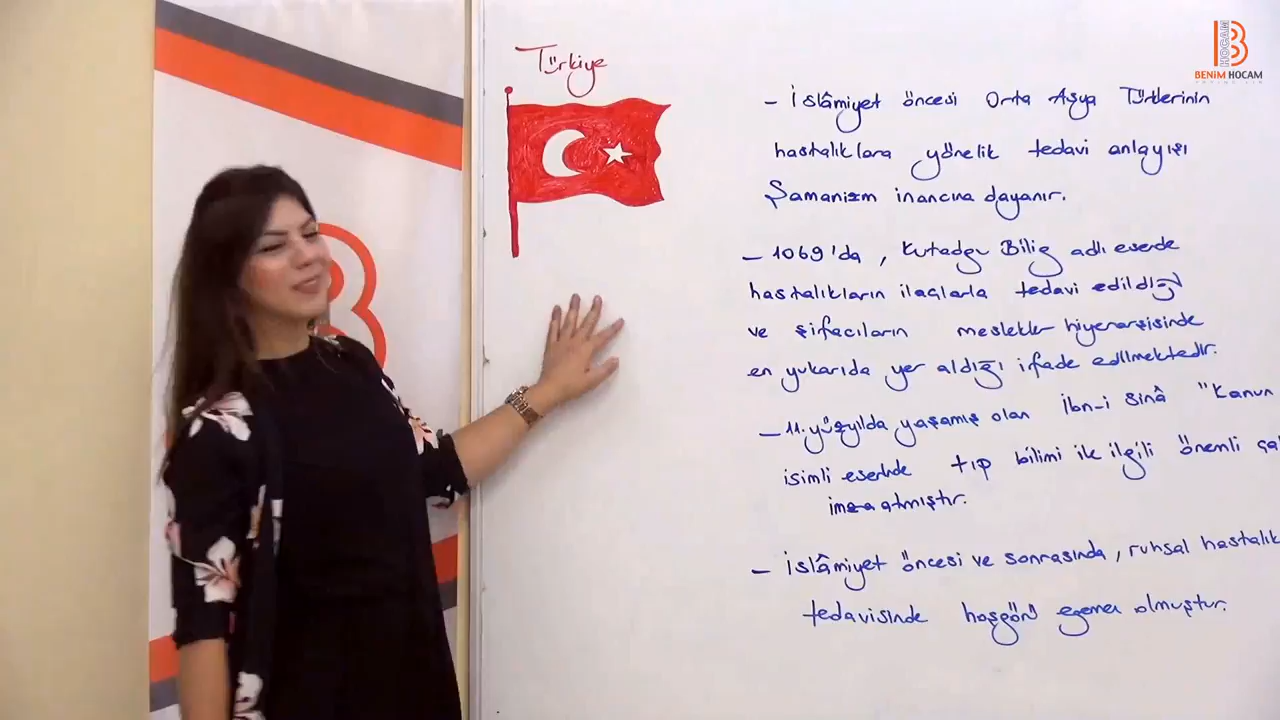 Türkiye
BENİM HOCAM
- İslâmiyet öncesi Orta Asya Türklerinin
hastalıklara yönelik tedavi anlayışı
Şamanizm inancına dayanır.
- 1069'da, Kutadgu Bilig adlı eserde
hastalıkların ilaçlarla tedavi edildiği
ve şifacıların meslekler hiyerarşisinde
en yukarıda yer aldığı ifade edilmektedir.
- 11. yüzyılda yaşamış olan İbn-i Sinâ "Kanun
isimli eserinde tıp bilimi ile ilgili önemli ça
imza atmıştır.
- İslâmiyet öncesi ve sonrasında, ruhsal hastalık
tedavisinde hoşgörü egemen olmuştur.